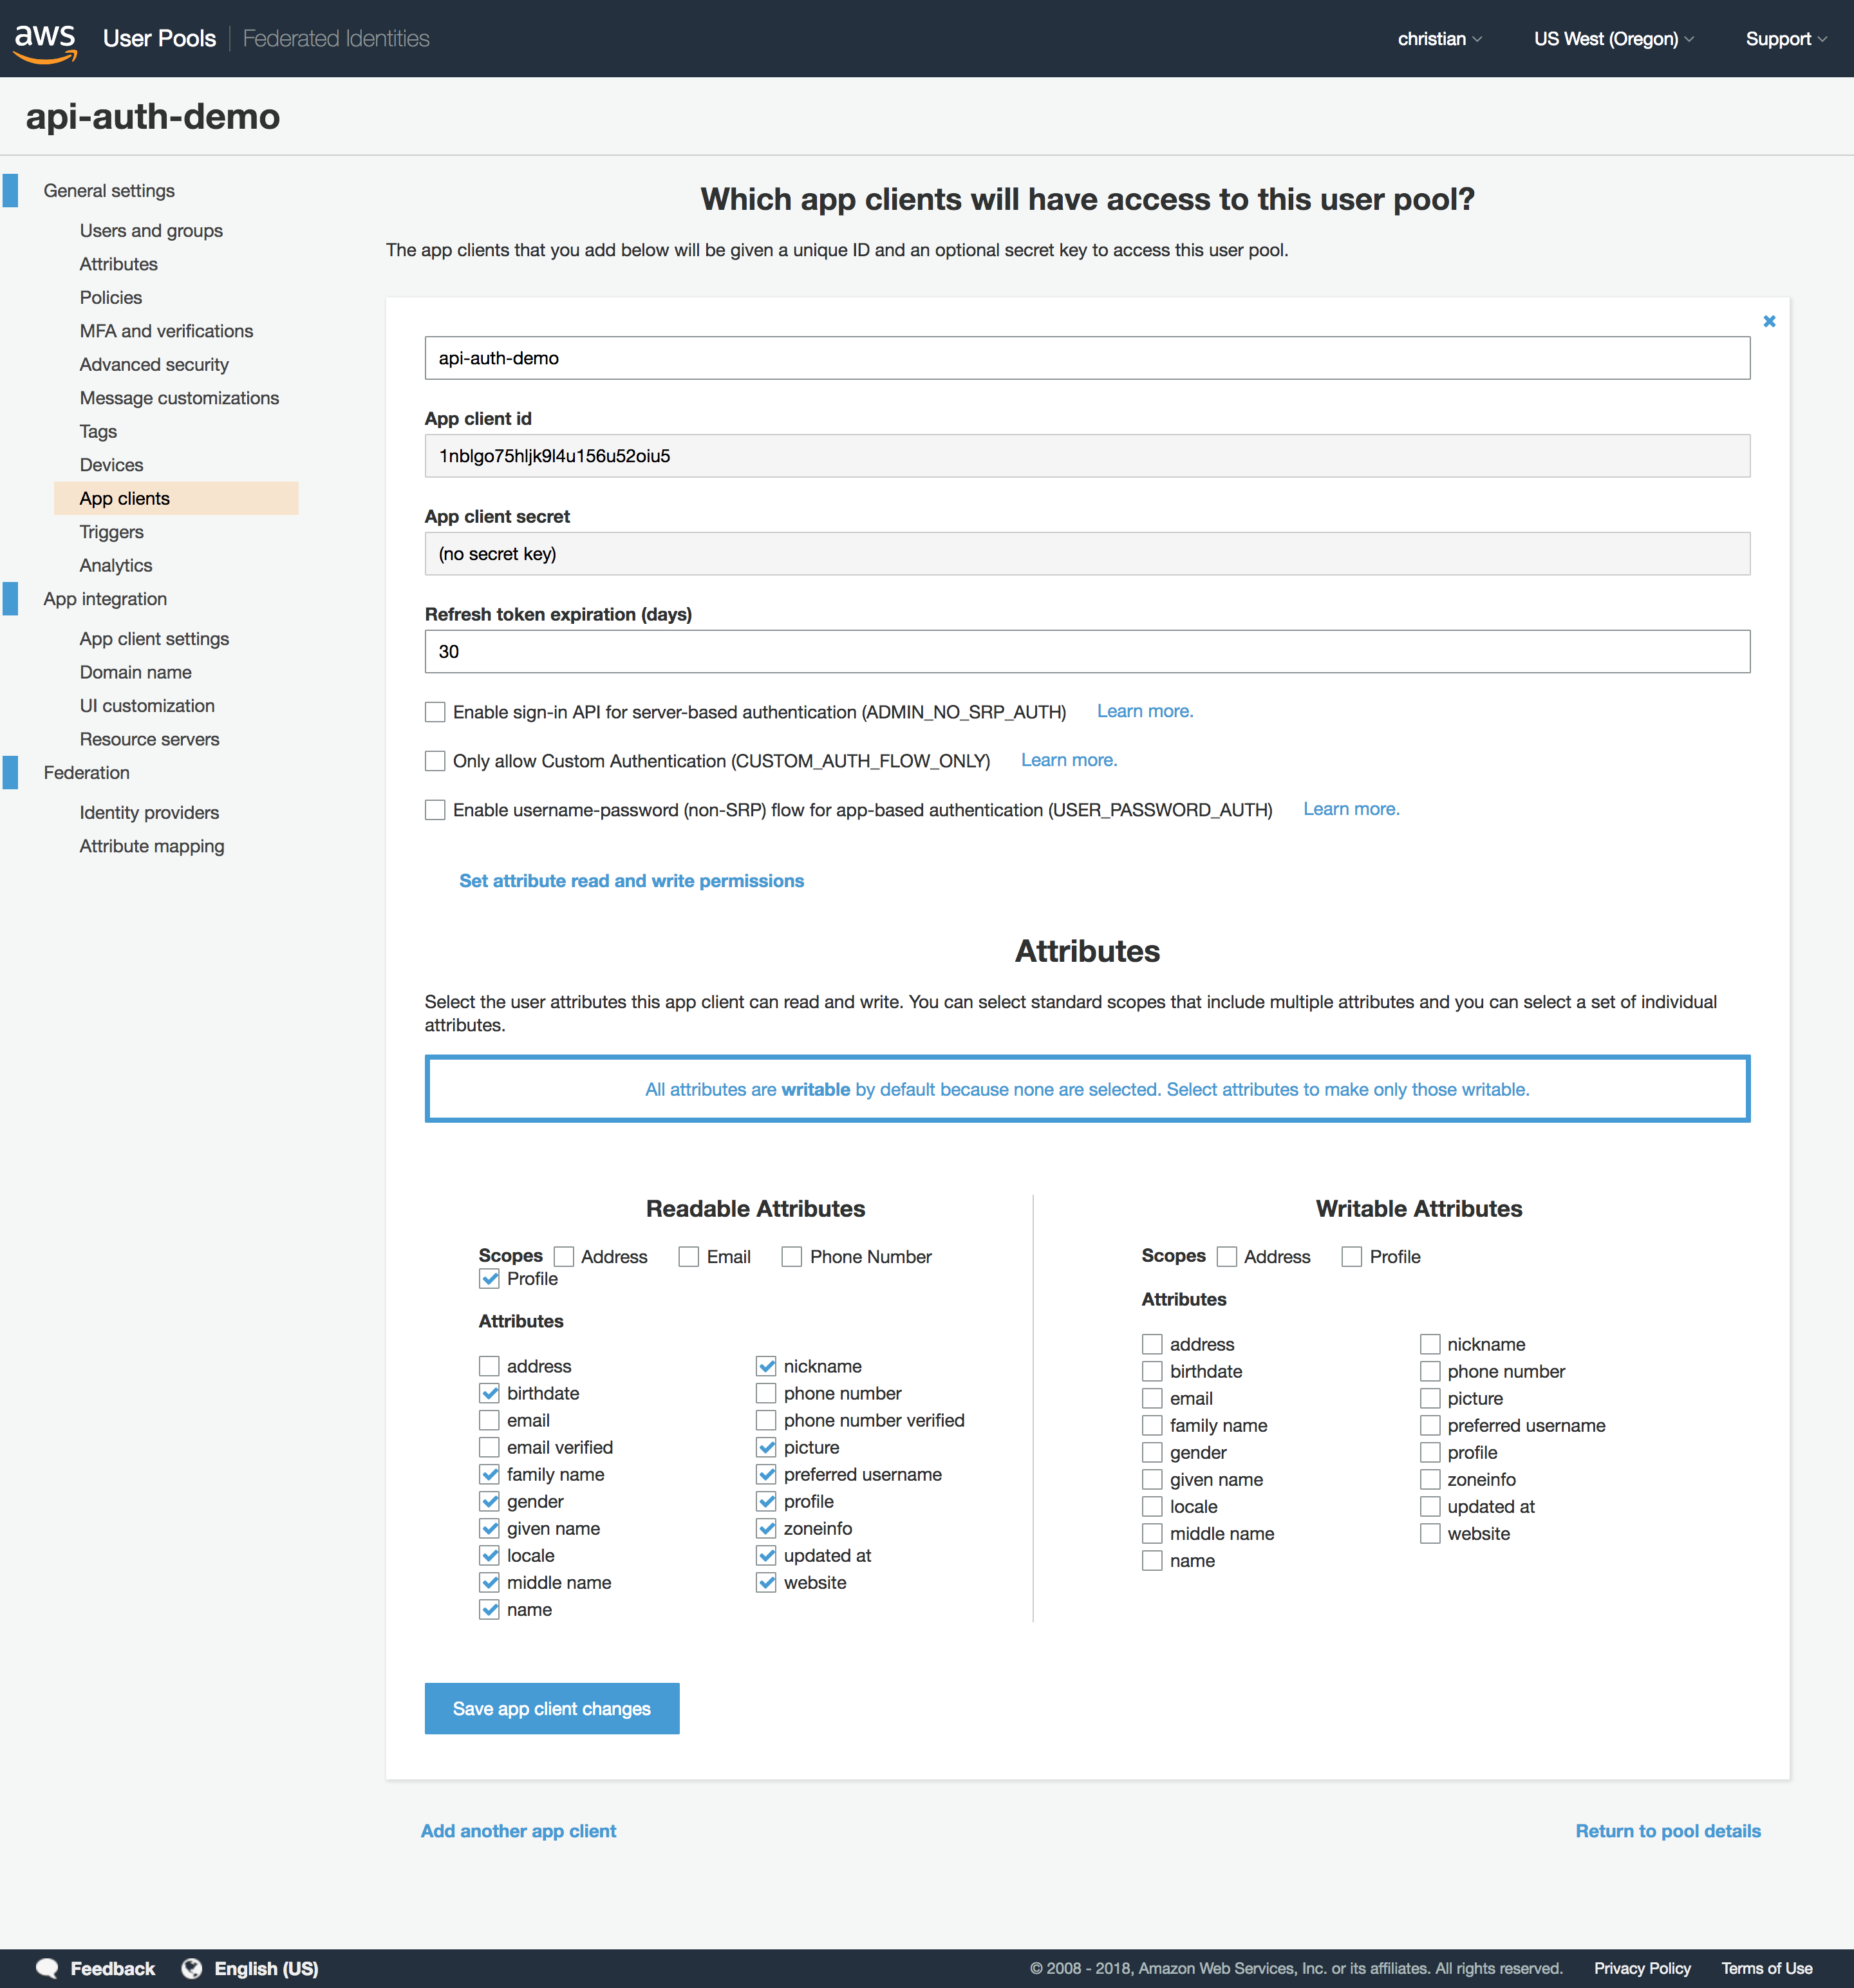 aws User Pools Federated Identities christian US West (Oregon) Support
api-auth-demo
General settings
Users and groups
Attributes
Policies
MFA and verifications
Advanced security
Message customizations
Tags
Devices
App clients
Triggers
Analytics
App integration
App client settings
Domain name
UI customization
Resource servers
Federation
Identity providers
Attribute mapping
Which app clients will have access to this user pool?
The app clients that you add below will be given a unique ID and an optional secret key to access this user pool.
api-auth-demo
App client id
1nblgo75hljk9l4u156u52oiu5
App client secret
(no secret key)
Refresh token expiration (days)
30
Enable sign-in API for server-based authentication (ADMIN_NO_SRP_AUTH) Learn more.
Only allow Custom Authentication (CUSTOM_AUTH_FLOW_ONLY) Learn more.
Enable username-password (non-SRP) flow for app-based authentication (USER_PASSWORD_AUTH) Learn more.
Set attribute read and write permissions
Attributes
Select the user attributes this app client can read and write. You can select standard scopes that include multiple attributes and you can select a set of individual
attributes.
All attributes are writable by default because none are selected. Select attributes to make only those writable.
Readable Attributes
Scopes Address Email Phone Number
Profile
Attributes
address
birthdate
email
email verified
family name
gender
given name
locale
middle name
name
nickname
phone number
phone number verified
picture
preferred username
profile
zoneinfo
updated at
website
Writable Attributes
Scopes Address Profile
Attributes
address
birthdate
email
family name
gender
given name
locale
middle name
name
nickname
phone number
picture
preferred username
profile
zoneinfo
updated at
website
Save app client changes
Add another app client Return to pool details
Feedback English (US) © 2008 - 2018, Amazon Web Services, Inc. or its affiliates. All rights reserved. Privacy Policy Terms of Use